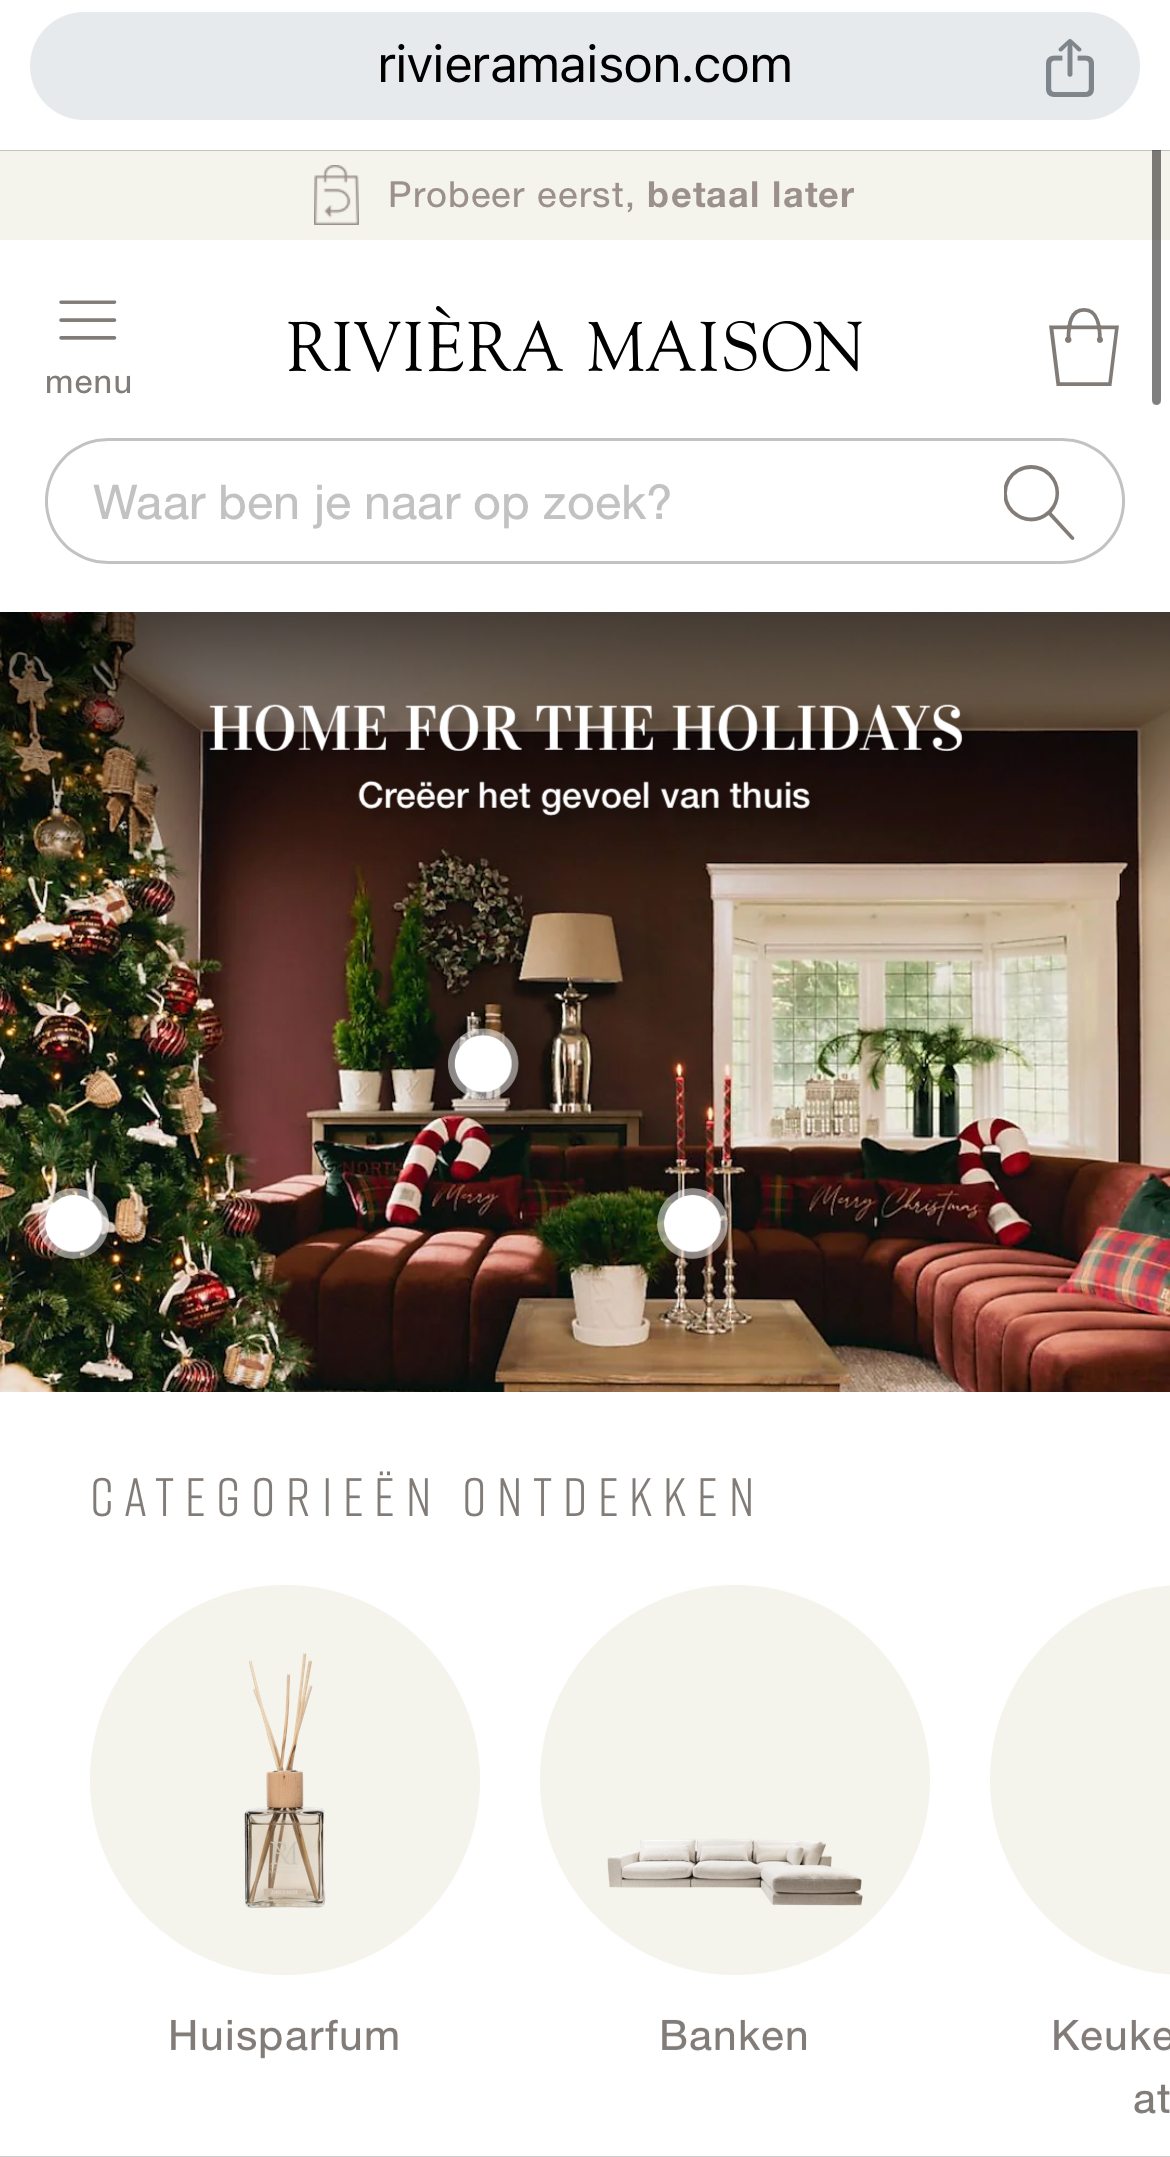 rivieramaison.com
Probeer eerst, betaal later
menu
RIVIÈRA MAISON
Waar ben je naar op zoek?
HOME FOR THE HOLIDAYS
Creëer het gevoel van thuis
NORTH
Merry
Merry Christmas
CATEGORIEËN ONTDEKKEN
Huisparfum
Banken
Keuke
at